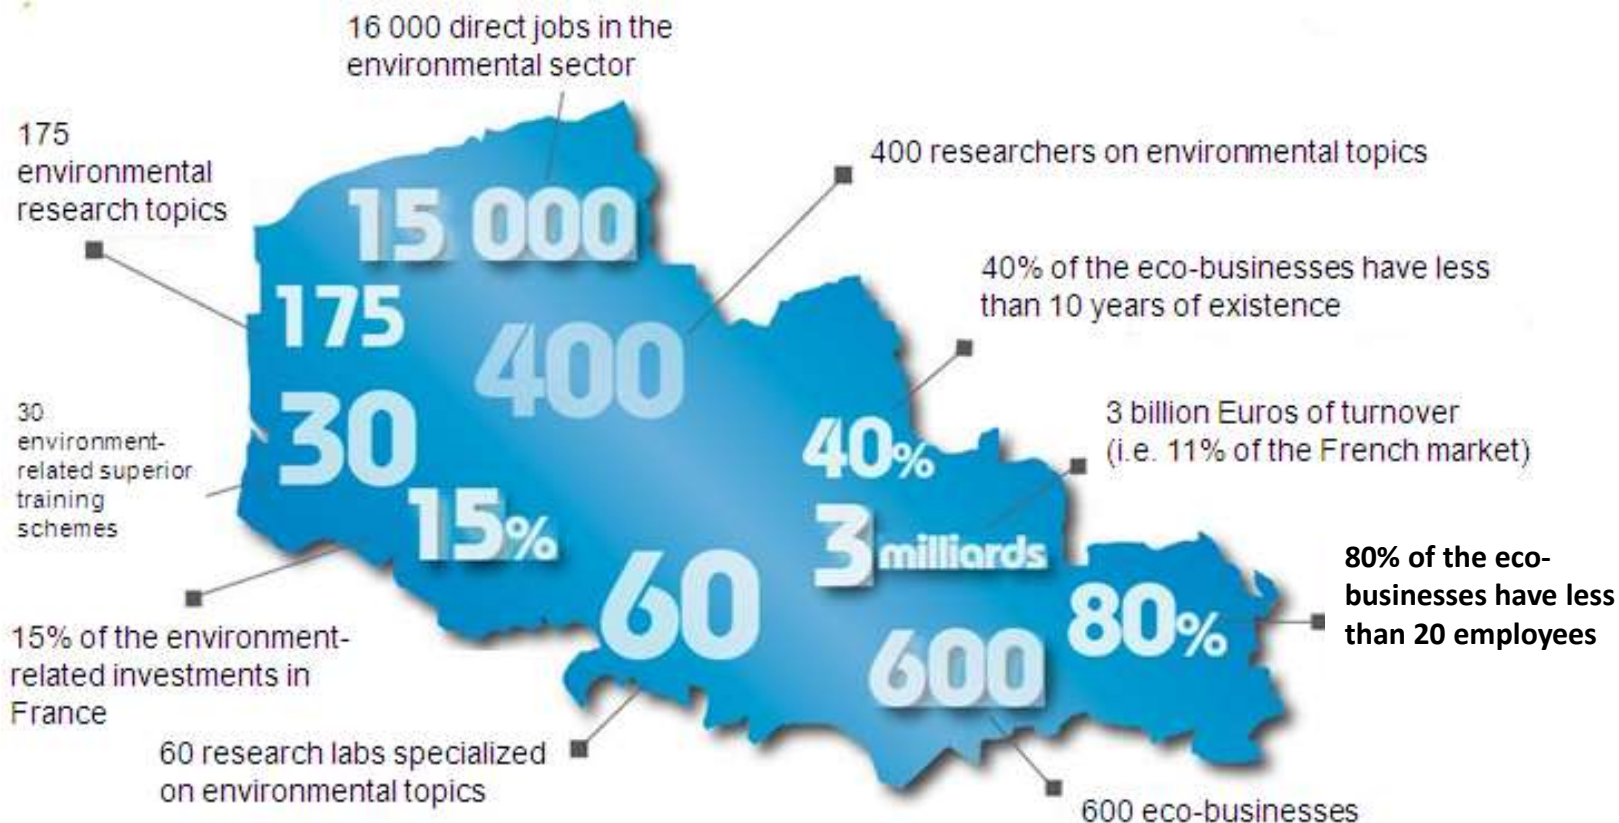 16 000 direct jobs in the
environmental sector
175
environmental
research topics
400 researchers on environmental topics
15 000
175
400
40% of the eco-businesses have less
than 10 years of existence
30
environment-
related superior
training
schemes
30
40%
3 billion Euros of turnover
(i.e. 11% of the French market)
15%
3 milliards
60
80%
80% of the eco-
businesses have less
than 20 employees
600
15% of the environment-
related investments in
France
60 research labs specialized
on environmental topics
600 eco-businesses